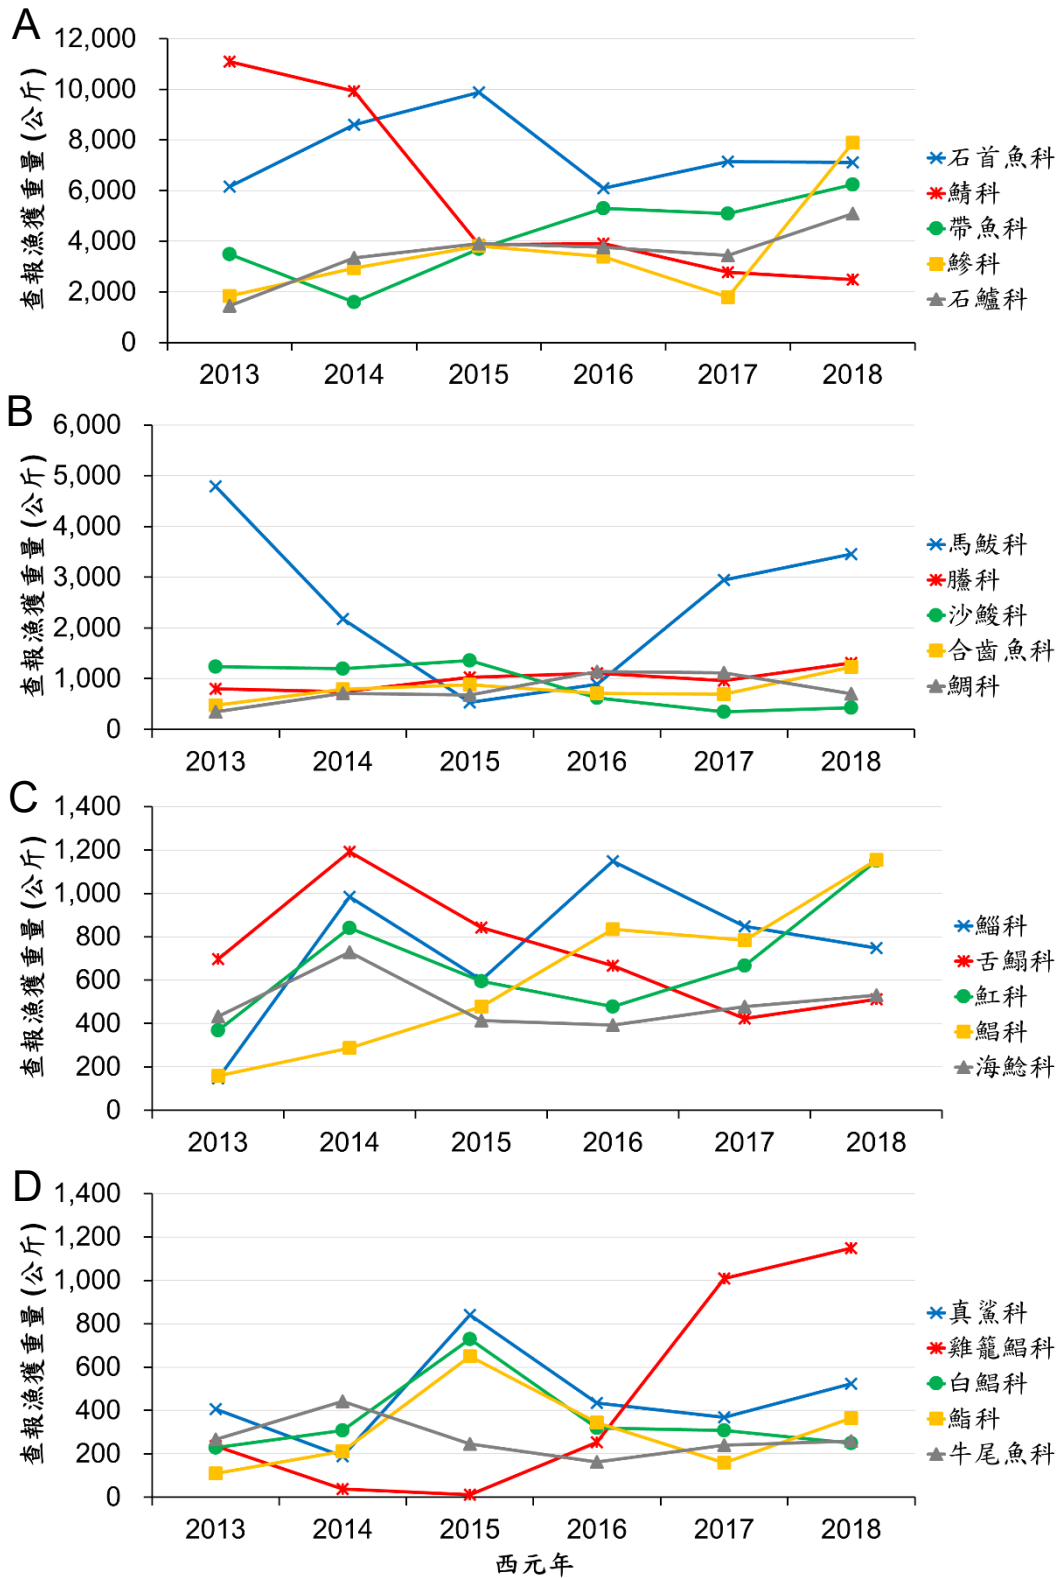 A
12,000
10,000
8,000
6,000
4,000
2,000
0
查報漁獲重量(公斤)
2013 2014 2015 2016 2017 2018
石首魚科
鯖科
帶魚科
鰺科
石鱸科
B
6,000
5,000
4,000
3,000
2,000
1,000
0
查報漁獲重量(公斤)
2013 2014 2015 2016 2017 2018
馬鮁科
鰧科
沙鮻科
合齒魚科
鯛科
C
1,400
1,200
1,000
800
600
400
200
0
查報漁獲重量(公斤)
2013 2014 2015 2016 2017 2018
鯔科
舌鰨科
魟科
鯧科
海鯰科
D
1,400
1,200
1,000
800
600
400
200
0
查報漁獲重量(公斤)
2013 2014 2015 2016 2017 2018
西元年
真鯊科
雞籠鯧科
白鯧科
鮨科
牛尾魚科